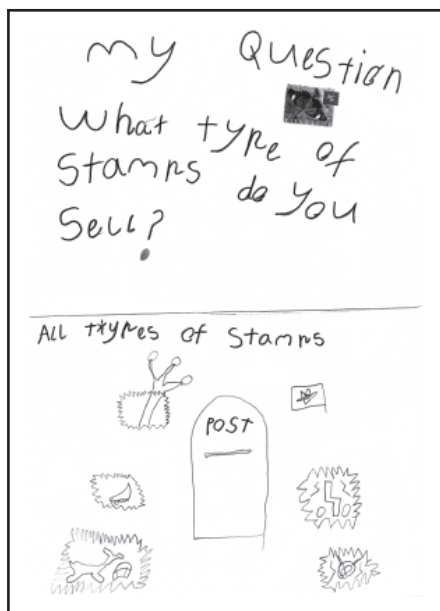 my Question
What type of
Stamps do you
Sell?
All types of Stamps
POST